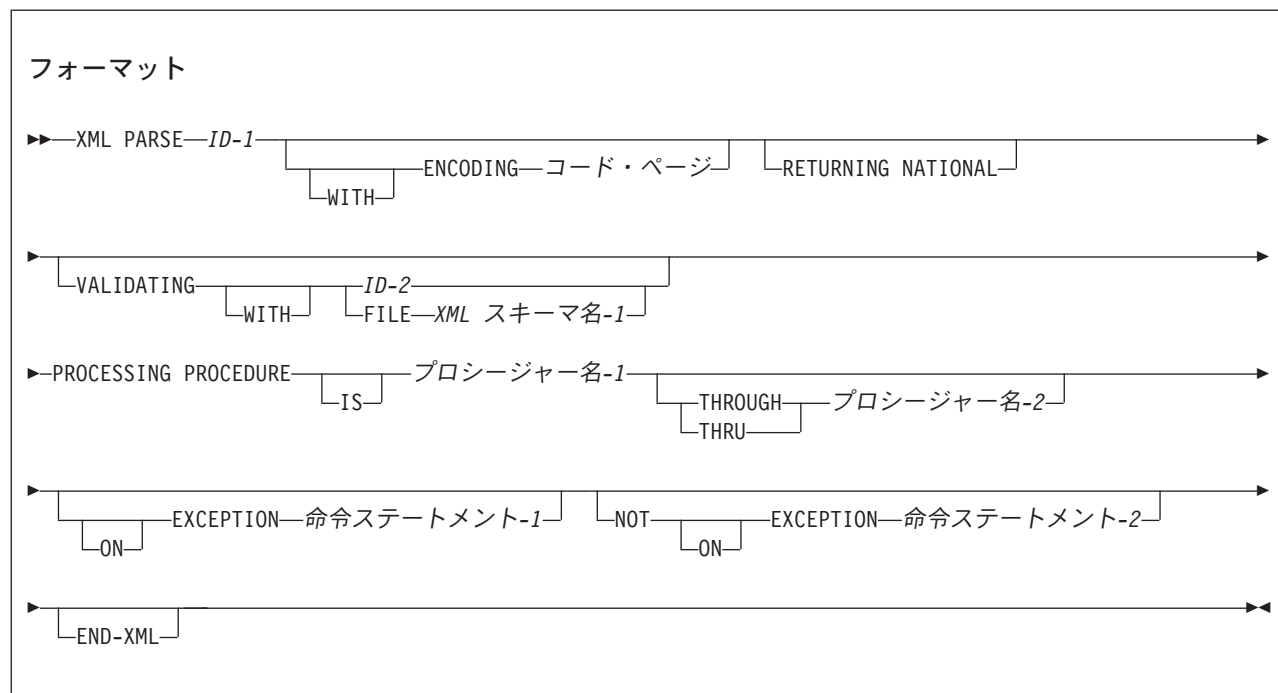 フォーマット
XML PARSE ID-1 ENCODING コード・ページ RETURNING NATIONAL
WITH
VALIDATING ID-2
WITH FILE XML スキーマ名-1
PROCESSING PROCEDURE プロシージャー名-1
IS THROUGH プロシージャー名-2
THRU
EXCEPTION 命令ステートメント-1 NOT EXCEPTION 命令ステートメント-2
ON ON
END-XML